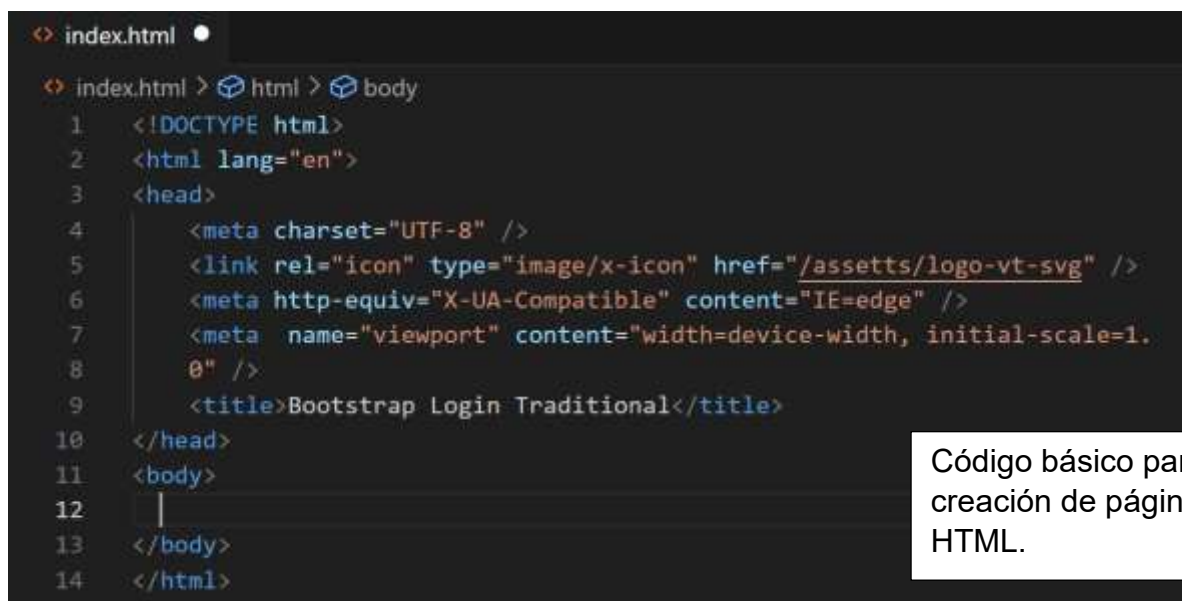 index.html
index.html > html > body
1 <!DOCTYPE html>
2 <html lang="en">
3 <head>
4 <meta charset="UTF-8" />
5 <link rel="icon" type="image/x-icon" href="/assetts/logo-vt-svg" />
6 <meta http-equiv="X-UA-Compatible" content="IE=edge" />
7 <meta  name="viewport" content="width=device-width, initial-scale=1.
8 0" />
9 <title>Bootstrap Login Traditional</title>
10 </head>
11 <body>
12
13 </body>
14 </html>
Código básico
creación de
HTML.